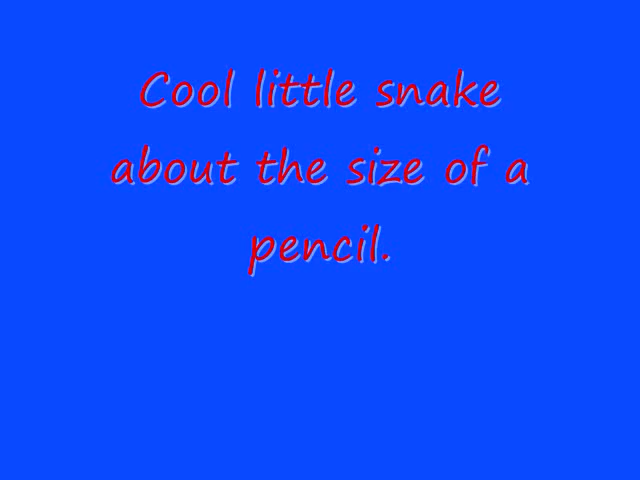 Cool little snake
about the size of a
pencil.